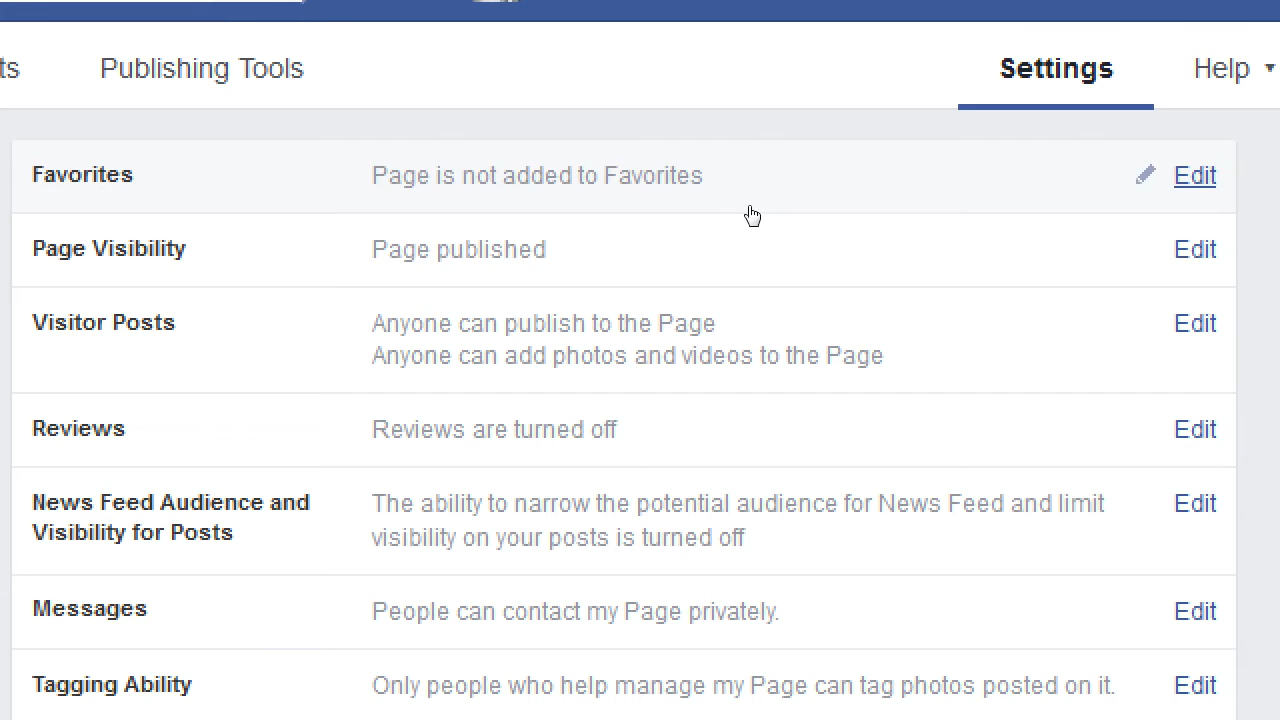 ts Publishing Tools Settings Help
Favorites Page is not added to Favorites Edit
Page Visibility Page published Edit
Visitor Posts Anyone can publish to the Page Edit
Anyone can add photos and videos to the Page
Reviews Reviews are turned off Edit
News Feed Audience and The ability to narrow the potential audience for News Feed and limit Edit
Visibility for Posts visibility on your posts is turned off
Messages People can contact my Page privately. Edit
Tagging Ability Only people who help manage my Page can tag photos posted on it. Edit